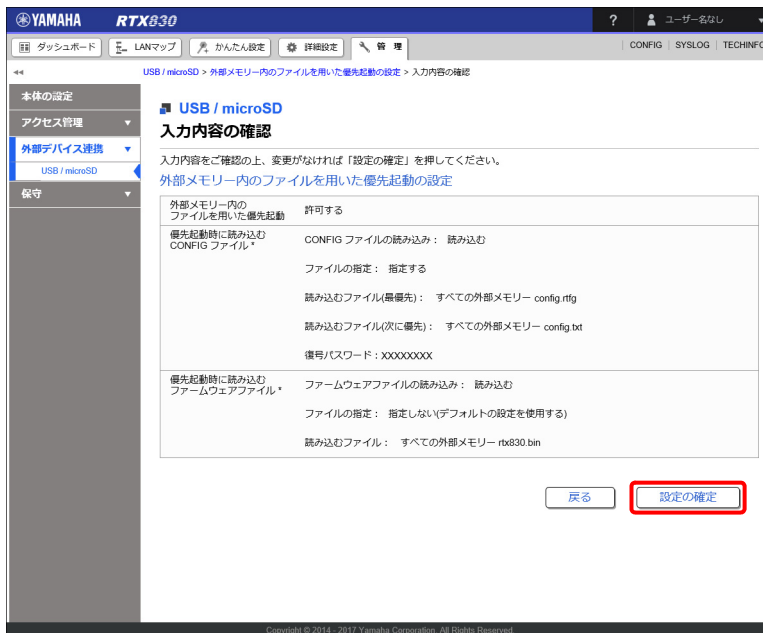 YAMAHA RTX830 ? ユーザー名なし
ダッシュボード LANマップ かんたん設定 詳細設定 管 理 CONFIG SYSLOG TECHINFO
USB / microSD > 外部メモリー内のファイルを用いた優先起動の設定 > 入力内容の確認
本体の設定
アクセス管理
外部デバイス連携
USB / microSD
保守
USB / microSD
入力内容の確認
入力内容をご確認の上、変更がなければ「設定の確定」を押してください。
外部メモリー内のファイルを用いた優先起動の設定
外部メモリー内の
ファイルを用いた優先起動
許可する
優先起動時に読み込む
CONFIG ファイル *
CONFIG ファイルの読み込み： 読み込む
ファイルの指定： 指定する
読み込むファイル(最優先)： すべての外部メモリー config.rtfg
読み込むファイル(次に優先)： すべての外部メモリー config.txt
復号パスワード：XXXXXXXX
優先起動時に読み込む
ファームウェアファイル *
ファームウェアファイルの読み込み： 読み込む
ファイルの指定： 指定しない(デフォルトの設定を使用する)
読み込むファイル： すべての外部メモリー rtx830.bin
戻る 設定の確定
Copyright © 2014 - 2017 Yamaha Corporation. All Rights Reserved.